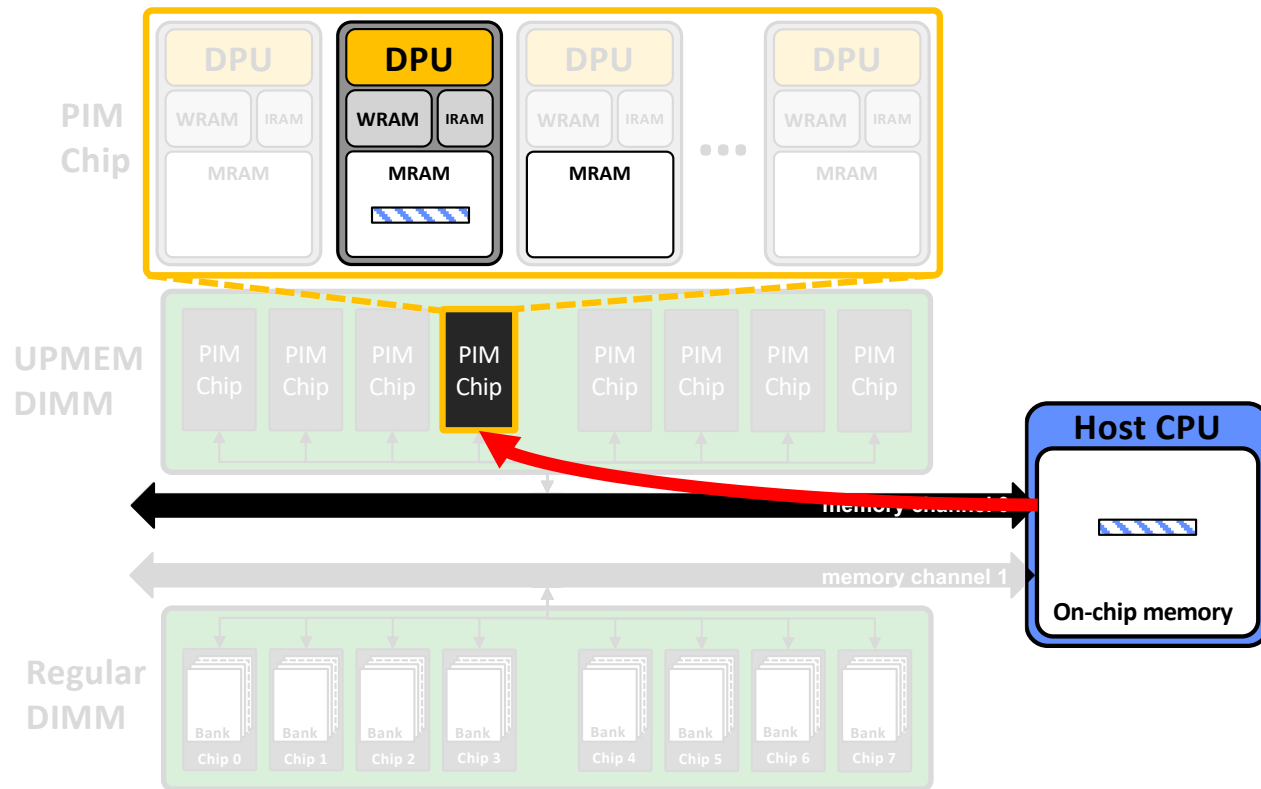 DPU
DPU
DPU
DPU
WRAM
IRAM
WRAM
IRAM
WRAM
IRAM
WRAM
IRAM
PIM
Chip
MRAM
MRAM
MRAM
MRAM
...
UPMEM
DIMM
PIM
Chip
PIM
Chip
PIM
Chip
PIM
Chip
PIM
Chip
PIM
Chip
PIM
Chip
PIM
Chip
Host CPU
On-chip memory
memory channel
memory channel 1
Regular
DIMM
Bank
Chip 0
Bank
Chip 1
Bank
Chip 2
Bank
Chip 3
Bank
Chip 4
Bank
Chip 5
Bank
Chip 6
Bank
Chip 7